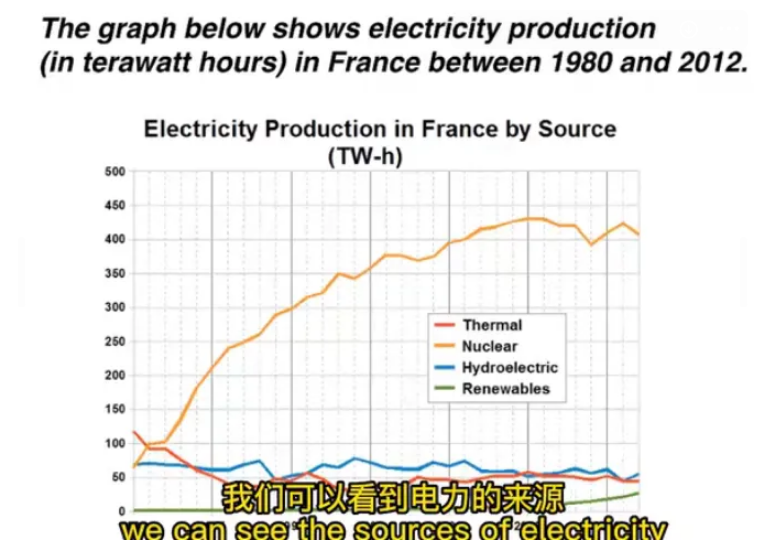 The graph below shows electricity production
(in terawatt hours) in France between 1980 and 2012.
Electricity Production in France by Source
(TW-h)
500
450
400
350
300
250
200
150
100
50
0
Thermal
Nuclear
Hydroelectric
Renewables
我们可以看到电力的来源
we can see the sources of electricity